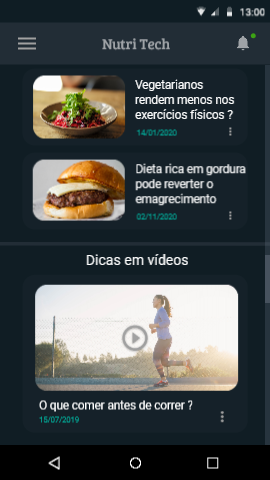 13:00
Nutri Tech
Vegetarianos
rendem menos nos
exercícios físicos ?
14/01/2020
Dieta rica em gordura
pode reverter o
emagrecimento
02/11/2020
Dicas em vídeos
O que comer antes de correr ?
15/07/2019